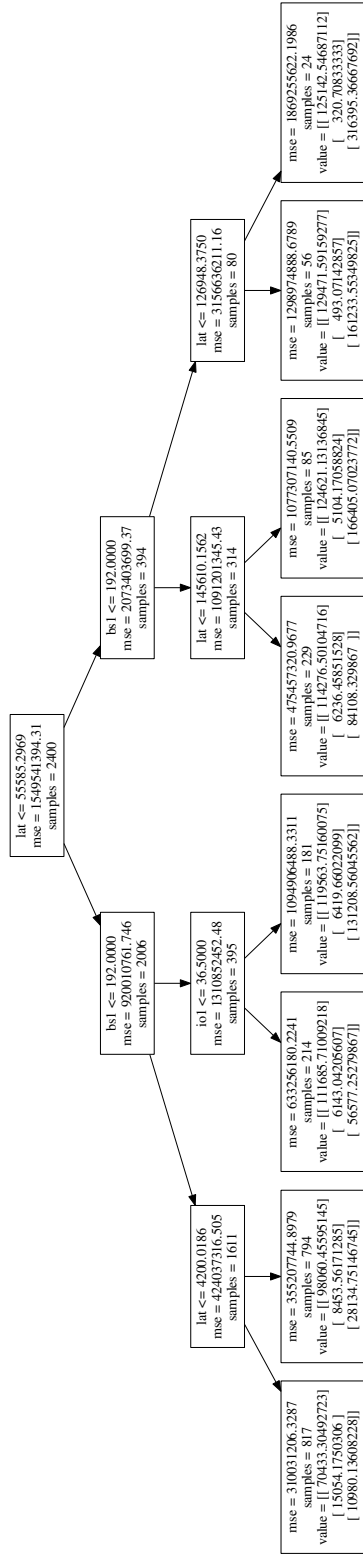 lat <= 55585.2969
mse = 1549541394.31
samples = 2400
bs1 <= 192.0000
mse = 920010761.746
samples = 2006
bs1 <= 192.0000
mse = 2073403699.37
samples = 394
lat <= 4200.0186
mse = 424037316.505
samples = 1611
io1 <= 36.5000
mse = 1310852452.48
samples = 395
lat <= 145610.1562
mse = 1091201345.43
samples = 314
lat <= 126948.3750
mse = 3156636211.16
samples = 80
mse = 310031206.3287
samples = 817
value = [[ 70433.30492723]
[ 15054.1750306 ]
[ 10980.13608228]]
mse = 355207744.8979
samples = 794
value = [[ 98060.45595145]
[ 8453.56171285]
[ 28134.75146745]]
mse = 633256180.2241
samples = 214
value = [[ 111685.71009218]
[ 6143.04205607]
[ 56577.25279867]]
mse = 1094906488.3311
samples = 181
value = [[ 119563.75160075]
[ 6419.66022099]
[ 131208.56045562]]
mse = 475457320.9677
samples = 229
value = [[ 114276.50104716]
[ 6236.45851528]
[ 84108.329867 ]]
mse = 1077307140.5509
samples = 85
value = [[ 124621.13136845]
[ 5104.17058824]
[ 166405.07023772]]
mse = 1298974888.6789
samples = 56
value = [[ 129471.59159277]
[ 493.07142857]
[ 161233.55349825]]
mse = 1869255622.1986
samples = 24
value = [[ 125142.54687112]
[ 320.70833333]
[ 316395.36667692]]